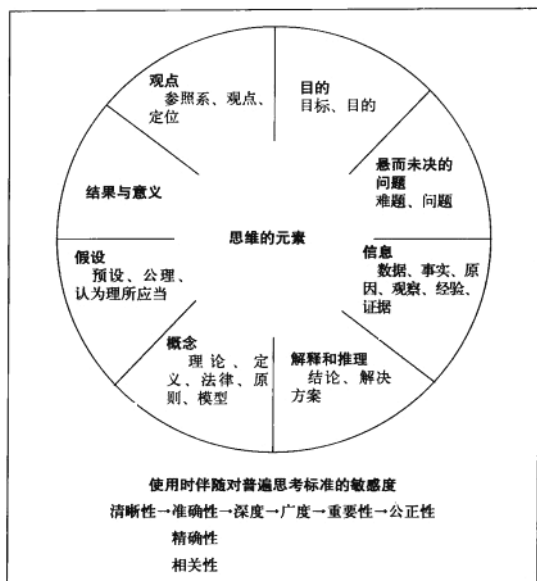 观点
参照系、观点、
定位
目的
目标、目的
悬而未决的
问题
难题、问题
结果与意义
思维的元素
假设
预设、公理、
认为理所应当
信息
数据、事实、原
因、观察、经验、
证据
概念
理论、定
义、法律、原
则、模型
解释和推理
结论、解决
方案
使用时伴随对普遍思考标准的敏感度
清晰性→准确性→深度→广度→重要性→公正性
精确性
相关性